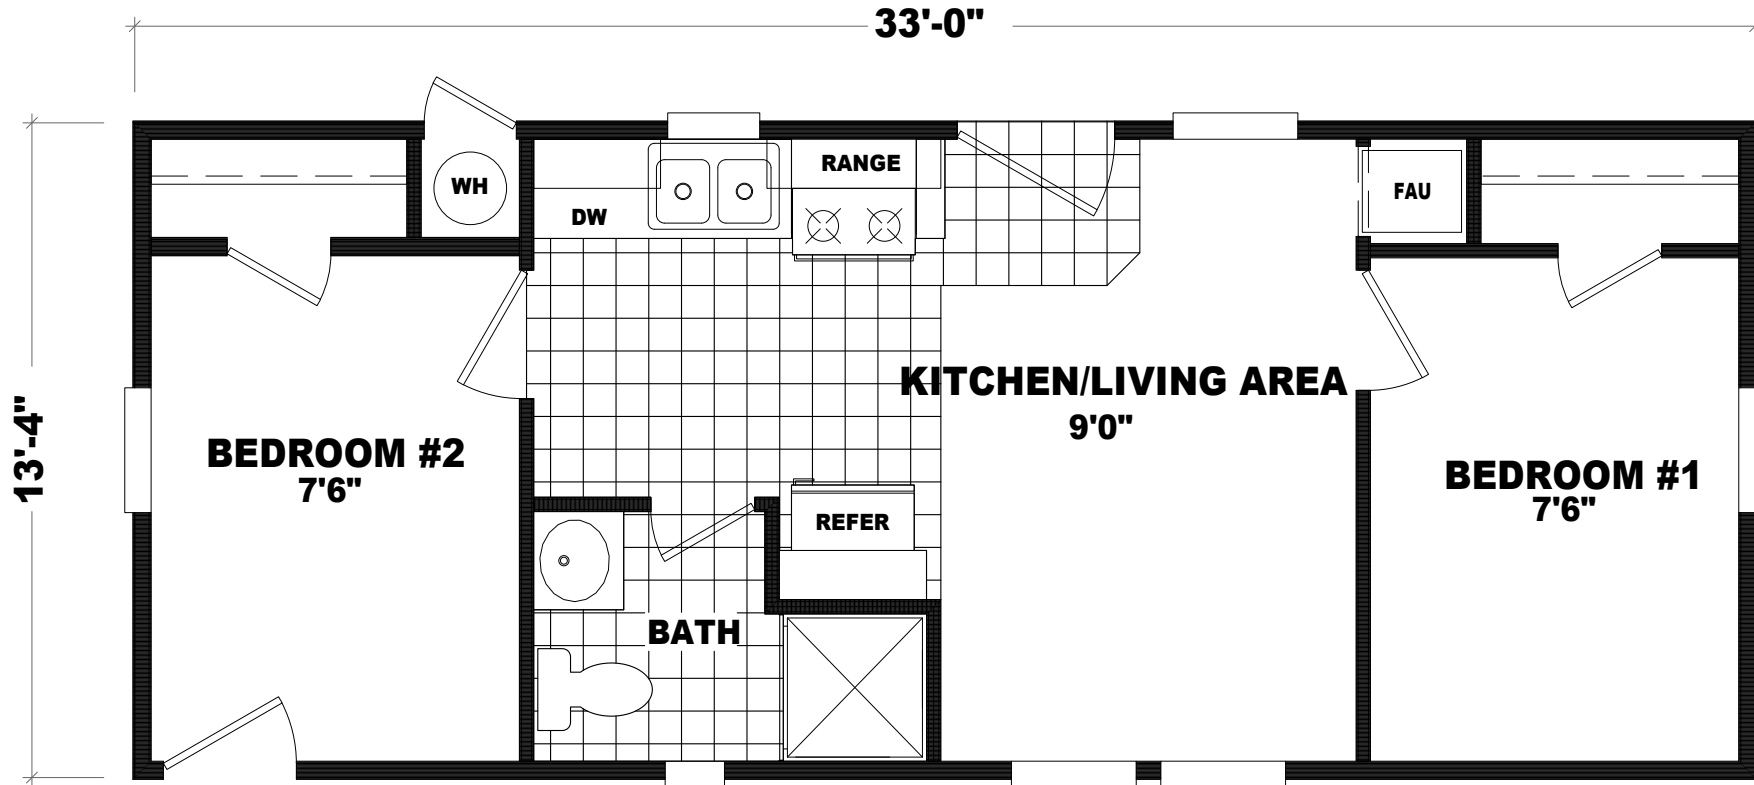 33'-0"
RANGE
WH
FAU
DW
KITCHEN/LIVING AREA
9'0"
13'-4"
BEDROOM #2
7'6"
BEDROOM #1
7'6"
REFER
BATH